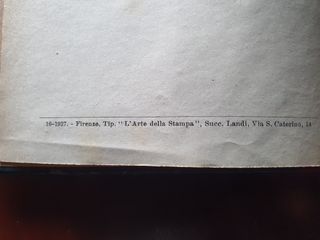 16-1927. - Firenze, Tip. "L'Arte della Stampa", Succ. Landi, Via S. Caterina, 14